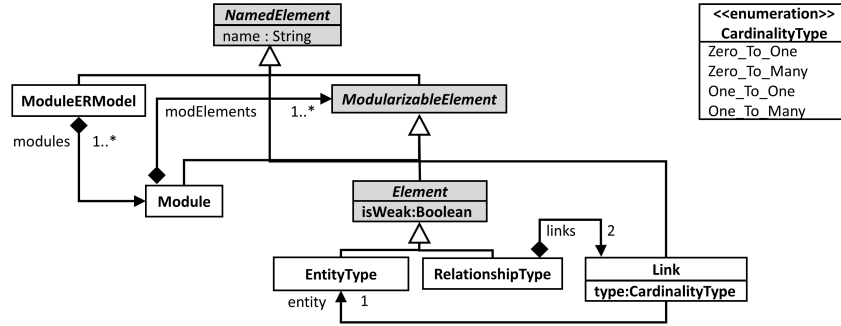 NamedElement
name : String
<<enumeration>>
CardinalityType
Zero_To_One
Zero_To_Many
One_To_One
One_To_Many
ModuleERModel
ModularizableElement
modElements
1..*
modules
1..*
Module
Element
isWeak:Boolean
links
2
EntityType
RelationshipType
Link
type:CardinalityType
entity
1